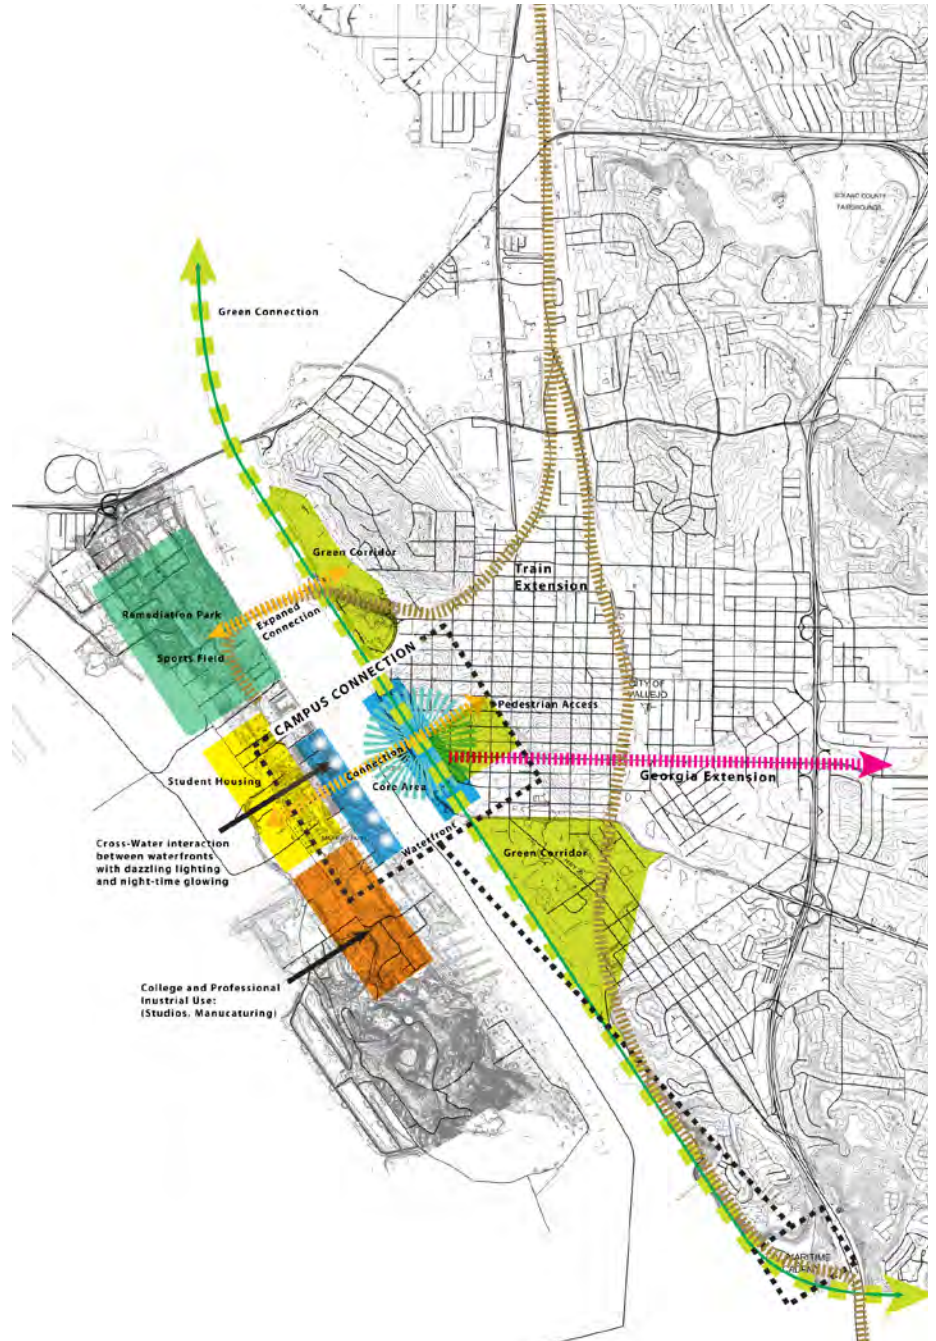 SOLANO COUNTY
FAIRGROUNDS
Green Connection
Green Corridor
Train
Extension
Remediation Park
Expaned
Connection
Sports Field
CAMPUS CONNECTION
CITY OF
VALLEJO
Pedestrian Access
Connection
Student Housing
Georgia Extension
Core Area
Cross-Water interaction
between waterfronts
with dazzling lighting
and night-time glowing
Waterfront
Green Corridor
College and Professional
Inustrial Use:
(Studios, Manucaturing)
MARITIME